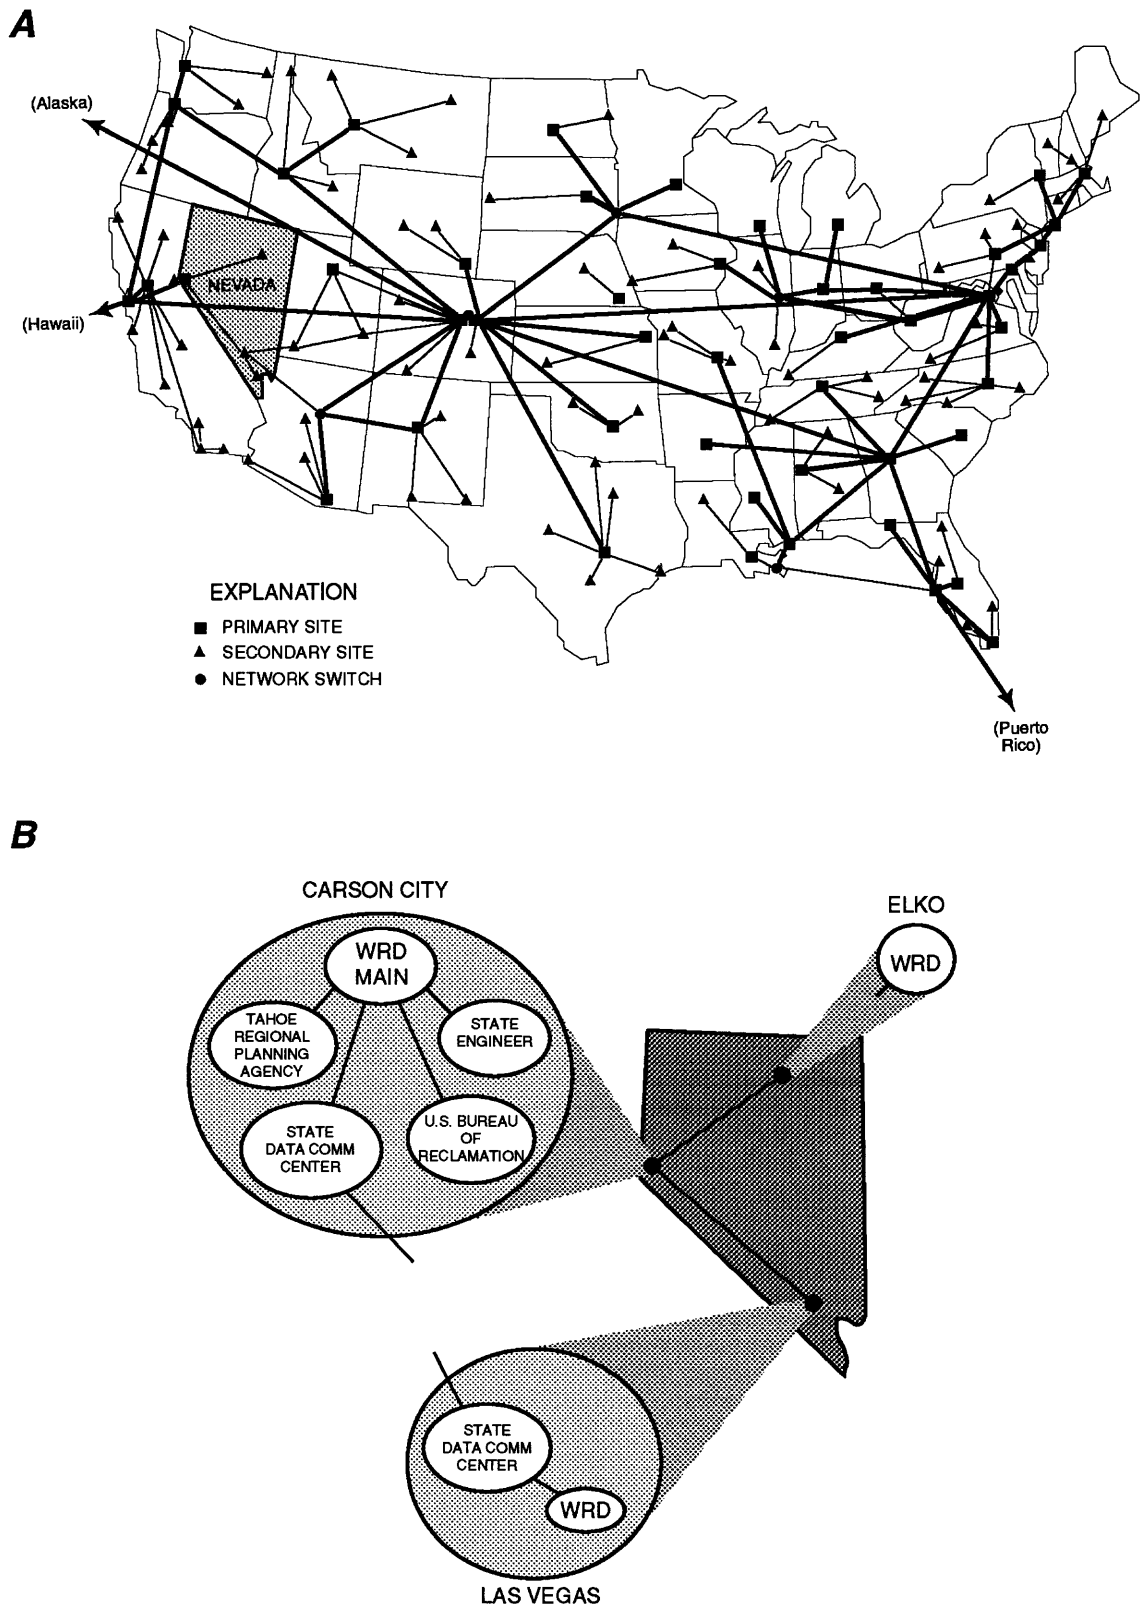 A
(Alaska)
(Hawaii)
NEVADA
EXPLANATION
PRIMARY SITE
SECONDARY SITE
NETWORK SWITCH
(Puerto
Rico)
B
CARSON CITY
WRD
MAIN
TAHOE
REGIONAL
PLANNING
AGENCY
STATE
ENGINEER
STATE
DATA COMM
CENTER
U.S. BUREAU
OF
RECLAMATION
ELKO
WRD
STATE
DATA COMM
CENTER
WRD
LAS VEGAS